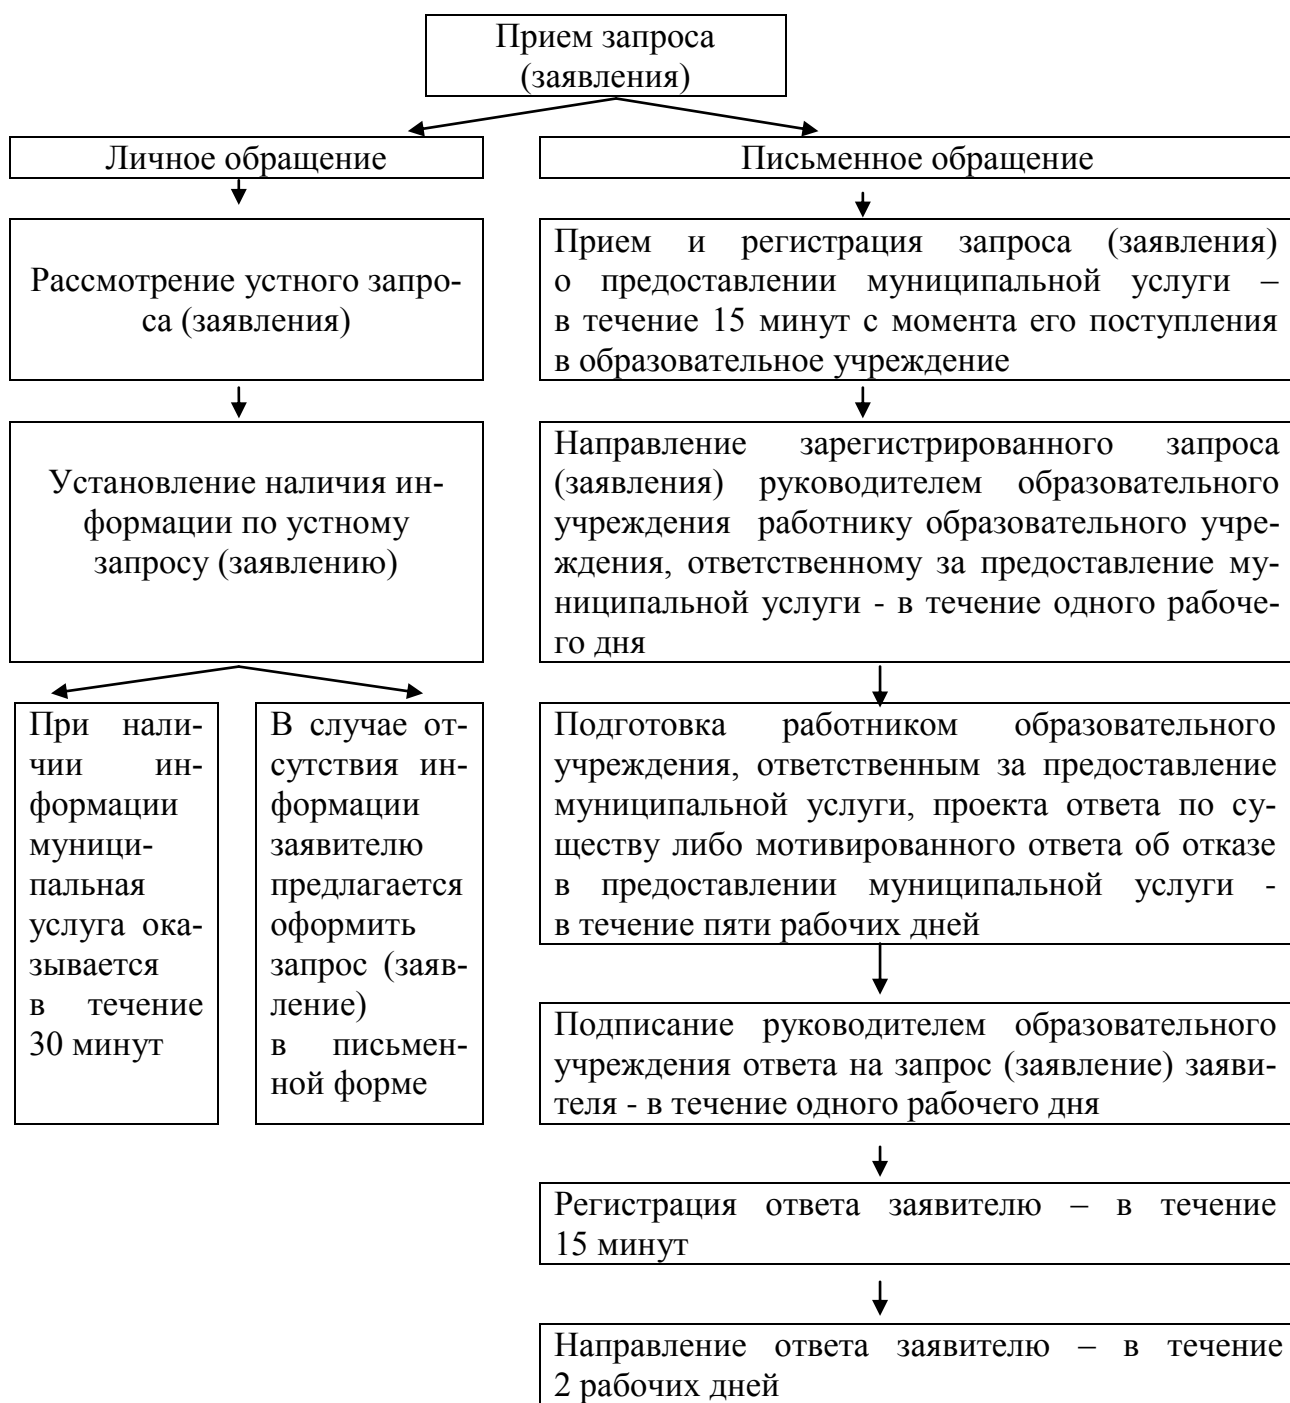 Прием запроса
(заявления)
Личное обращение
Письменное обращение
Рассмотрение устного запро-
са (заявления)
Прием и регистрация запроса (заявления)
о предоставлении муниципальной услуги –
в течение 15 минут с момента его поступления
в образовательное учреждение
Установление наличия ин-
формации по устному
запросу (заявлению)
Направление зарегистрированного запроса
(заявления) руководителем образовательного
учреждения работнику образовательного учре-
ждения, ответственному за предоставление му-
ниципальной услуги - в течение одного рабоче-
го дня
При нали-
чии ин-
формации
муници-
пальная
услуга ока-
зывается
в течение
30 минут
В случае от-
сутствия ин-
формации
заявителю
предлагается
оформить
запрос (заяв-
ление)
в письмен-
ной форме
Подготовка работником образовательного
учреждения, ответственным за предоставление
муниципальной услуги, проекта ответа по су-
ществу либо мотивированного ответа об отказе
в предоставлении муниципальной услуги -
в течение пяти рабочих дней
Подписание руководителем образовательного
учреждения ответа на запрос (заявление) заяви-
теля - в течение одного рабочего дня
Регистрация ответа заявителю – в течение
15 минут
Направление ответа заявителю – в течение
2 рабочих дней